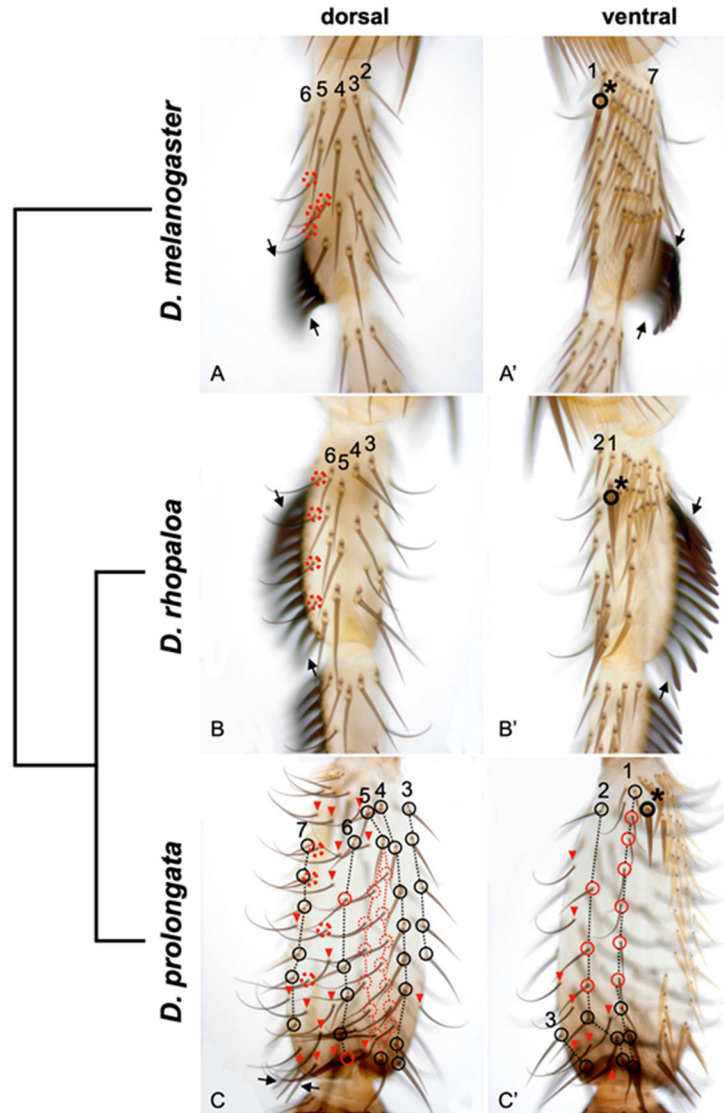 dorsal ventral
D. melanogaster
6 5 4 3 2
1 * 7
A A'
D. rhopaloa
6 5 4 3
2 1 *
B B'
D. prolongata
7 6 5 4 3
3 2 1 *
C C'